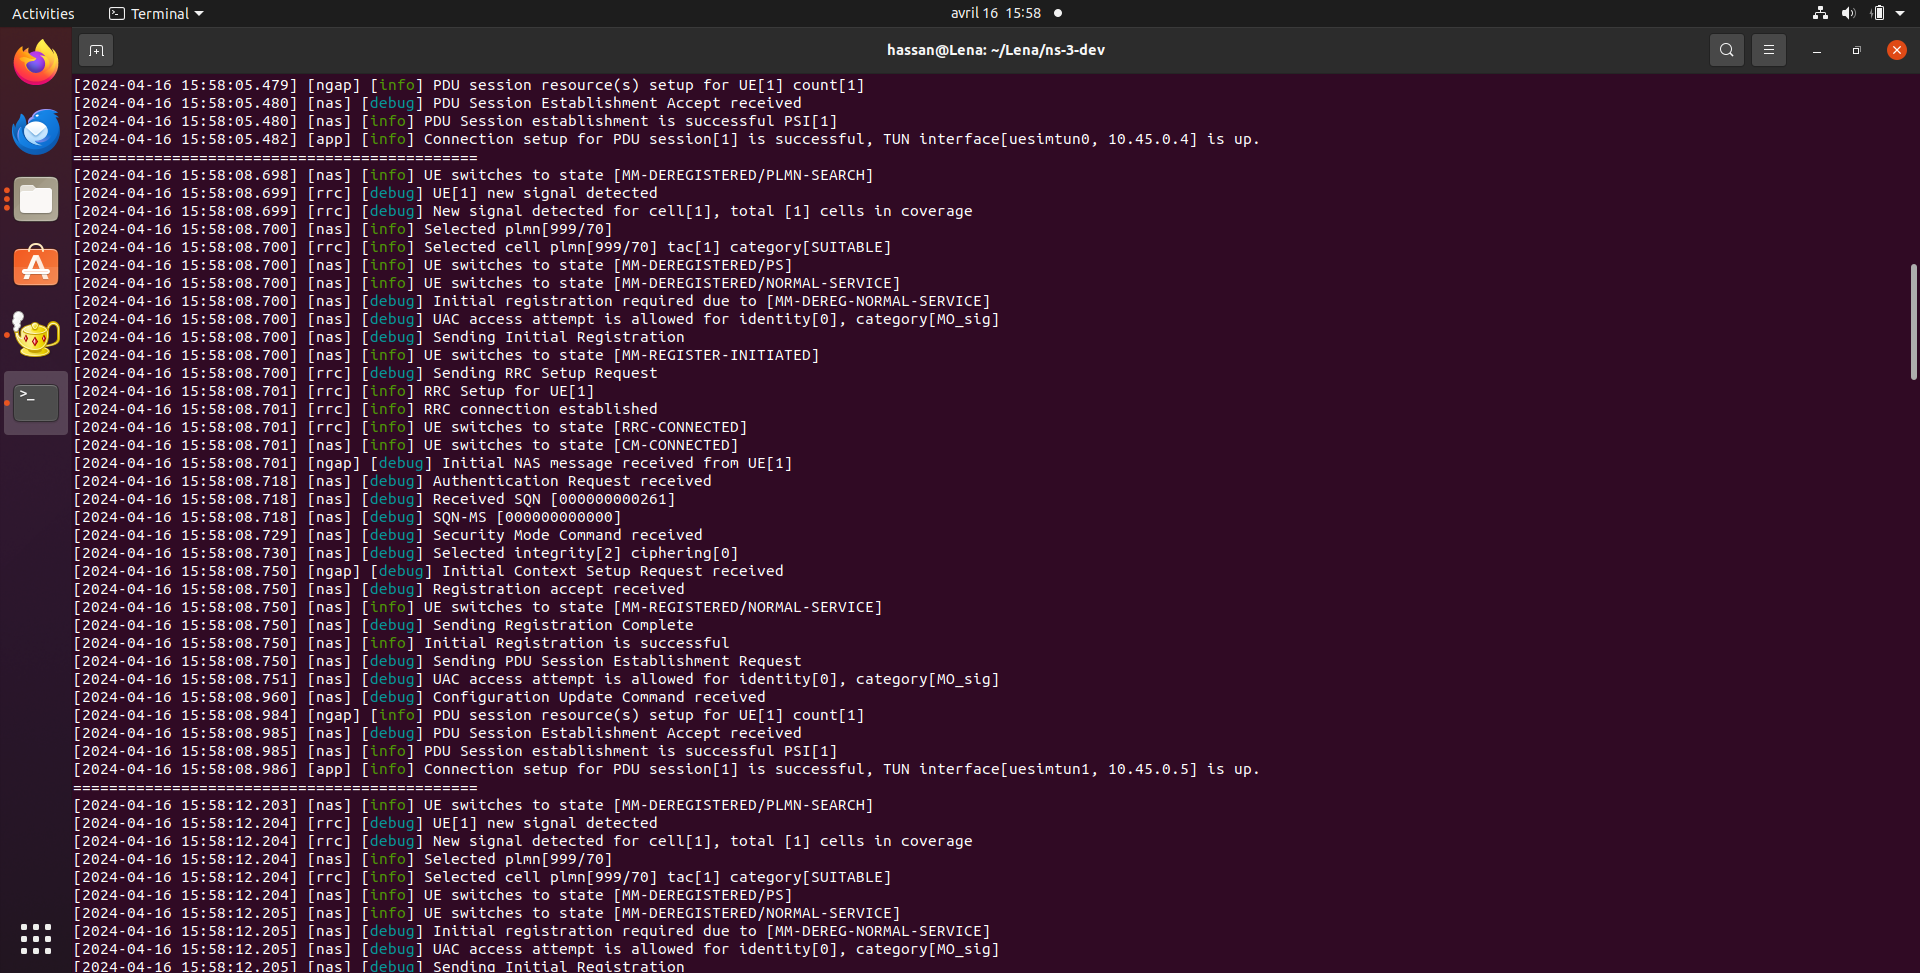 Activities
Terminal
avril 16 15:58
hassan@Lena: ~/Lena/ns-3-dev
[2024-04-16 15:58:05.479] [ngap] [info] PDU session resource(s) setup for UE[1] count[1]
[2024-04-16 15:58:05.480] [nas] [debug] PDU Session Establishment Accept received
[2024-04-16 15:58:05.480] [nas] [info] PDU Session establishment is successful PSI[1]
[2024-04-16 15:58:05.482] [app] [info] Connection setup for PDU session[1] is successful, TUN interface[uesimtun0, 10.45.0.4] is up.
=============================================
[2024-04-16 15:58:08.698] [nas] [info] UE switches to state [MM-DEREGISTERED/PLMN-SEARCH]
[2024-04-16 15:58:08.699] [rrc] [debug] UE[1] new signal detected
[2024-04-16 15:58:08.699] [rrc] [debug] New signal detected for cell[1], total [1] cells in coverage
[2024-04-16 15:58:08.700] [nas] [info] Selected plmn[999/70]
[2024-04-16 15:58:08.700] [rrc] [info] Selected cell plmn[999/70] tac[1] category[SUITABLE]
[2024-04-16 15:58:08.700] [nas] [info] UE switches to state [MM-DEREGISTERED/PS]
[2024-04-16 15:58:08.700] [nas] [info] UE switches to state [MM-DEREGISTERED/NORMAL-SERVICE]
[2024-04-16 15:58:08.700] [nas] [debug] Initial registration required due to [MM-DEREG-NORMAL-SERVICE]
[2024-04-16 15:58:08.700] [nas] [debug] UAC access attempt is allowed for identity[0], category[MO_sig]
[2024-04-16 15:58:08.700] [nas] [debug] Sending Initial Registration
[2024-04-16 15:58:08.700] [nas] [info] UE switches to state [MM-REGISTER-INITIATED]
[2024-04-16 15:58:08.700] [rrc] [debug] Sending RRC Setup Request
[2024-04-16 15:58:08.701] [rrc] [info] RRC Setup for UE[1]
[2024-04-16 15:58:08.701] [rrc] [info] RRC connection established
[2024-04-16 15:58:08.701] [rrc] [info] UE switches to state [RRC-CONNECTED]
[2024-04-16 15:58:08.701] [nas] [info] UE switches to state [CM-CONNECTED]
[2024-04-16 15:58:08.701] [ngap] [debug] Initial NAS message received from UE[1]
[2024-04-16 15:58:08.718] [nas] [debug] Authentication Request received
[2024-04-16 15:58:08.718] [nas] [debug] Received SQN [000000000261]
[2024-04-16 15:58:08.718] [nas] [debug] SQN-MS [000000000000]
[2024-04-16 15:58:08.729] [nas] [debug] Security Mode Command received
[2024-04-16 15:58:08.730] [nas] [debug] Selected integrity[2] ciphering[0]
[2024-04-16 15:58:08.750] [ngap] [debug] Initial Context Setup Request received
[2024-04-16 15:58:08.750] [nas] [debug] Registration accept received
[2024-04-16 15:58:08.750] [nas] [info] UE switches to state [MM-REGISTERED/NORMAL-SERVICE]
[2024-04-16 15:58:08.750] [nas] [debug] Sending Registration Complete
[2024-04-16 15:58:08.750] [nas] [info] Initial Registration is successful
[2024-04-16 15:58:08.750] [nas] [debug] Sending PDU Session Establishment Request
[2024-04-16 15:58:08.751] [nas] [debug] UAC access attempt is allowed for identity[0], category[MO_sig]
[2024-04-16 15:58:08.960] [nas] [debug] Configuration Update Command received
[2024-04-16 15:58:08.984] [ngap] [info] PDU session resource(s) setup for UE[1] count[1]
[2024-04-16 15:58:08.985] [nas] [debug] PDU Session Establishment Accept received
[2024-04-16 15:58:08.985] [nas] [info] PDU Session establishment is successful PSI[1]
[2024-04-16 15:58:08.986] [app] [info] Connection setup for PDU session[1] is successful, TUN interface[uesimtun1, 10.45.0.5] is up.
=============================================
[2024-04-16 15:58:12.203] [nas] [info] UE switches to state [MM-DEREGISTERED/PLMN-SEARCH]
[2024-04-16 15:58:12.204] [rrc] [debug] UE[1] new signal detected
[2024-04-16 15:58:12.204] [rrc] [debug] New signal detected for cell[1], total [1] cells in coverage
[2024-04-16 15:58:12.204] [nas] [info] Selected plmn[999/70]
[2024-04-16 15:58:12.204] [rrc] [info] Selected cell plmn[999/70] tac[1] category[SUITABLE]
[2024-04-16 15:58:12.204] [nas] [info] UE switches to state [MM-DEREGISTERED/PS]
[2024-04-16 15:58:12.205] [nas] [info] UE switches to state [MM-DEREGISTERED/NORMAL-SERVICE]
[2024-04-16 15:58:12.205] [nas] [debug] Initial registration required due to [MM-DEREG-NORMAL-SERVICE]
[2024-04-16 15:58:12.205] [nas] [debug] UAC access attempt is allowed for identity[0], category[MO_sig]
[2024-04-16 15:58:12.205] [nas] [debug] Sending Initial Registration